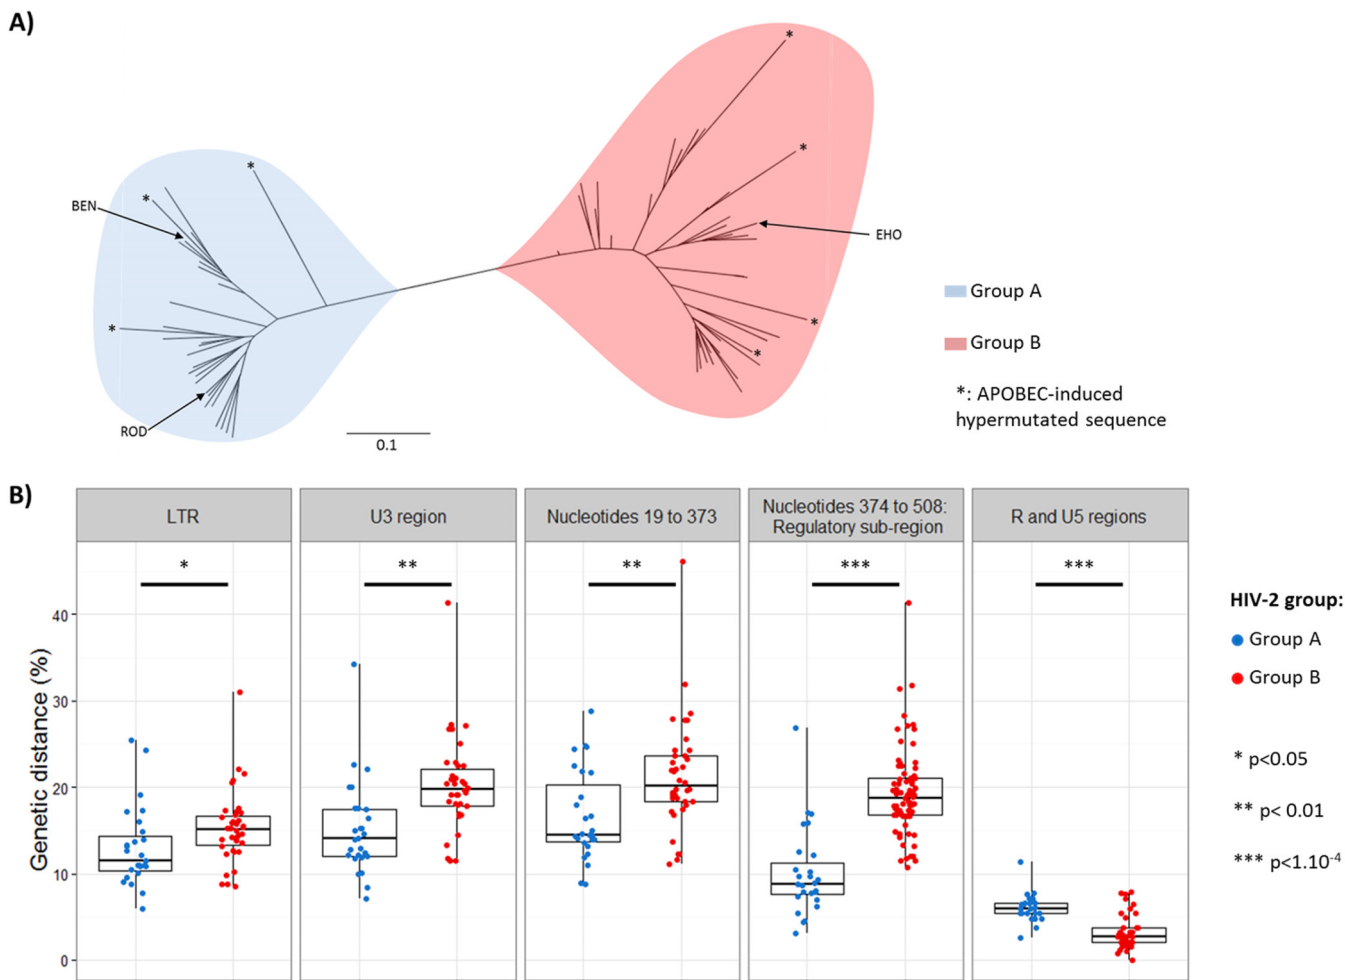 A)
*
*
*
*
*
BEN
EHO
Group A
*
*
Group B
*
*: APOBEC-induced
hypermutated sequence
ROD
0.1
B)
LTR
U3 region
Nucleotides 19 to 373
Nucleotides 374 to 508:
Regulatory sub-region
R and U5 regions
*
**
**
***
***
Genetic distance (%)
40
30
20
10
0
HIV-2 group:
Group A
Group B
* p<0.05
** p< 0.01
*** p<1.10-4